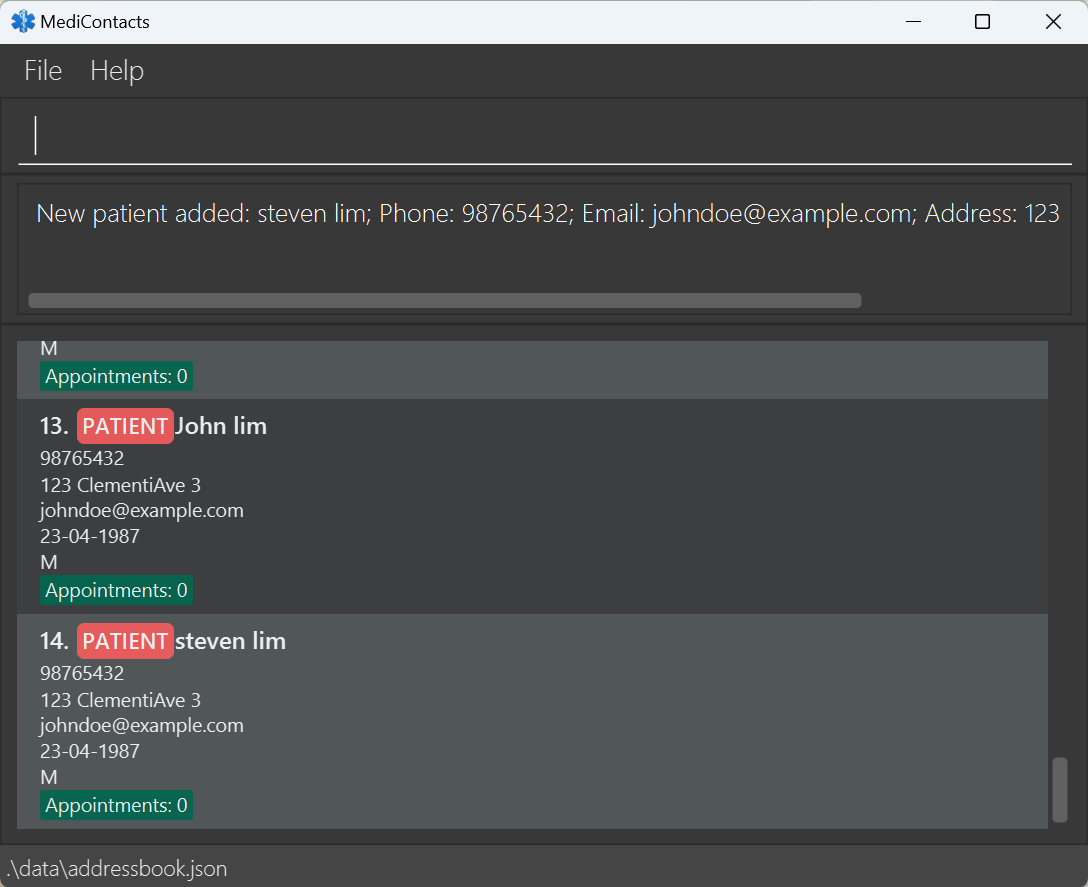 MediContacts
File Help
New patient added: steven lim; Phone: 98765432; Email: johndoe@example.com; Address: 123
M
Appointments: 0
13. PATIENT John lim
98765432
123 ClementiAve 3
johndoe@example.com
23-04-1987
M
Appointments: 0
14. PATIENT steven lim
98765432
123 ClementiAve 3
johndoe@example.com
23-04-1987
M
Appointments: 0
.\data\addressbook.json